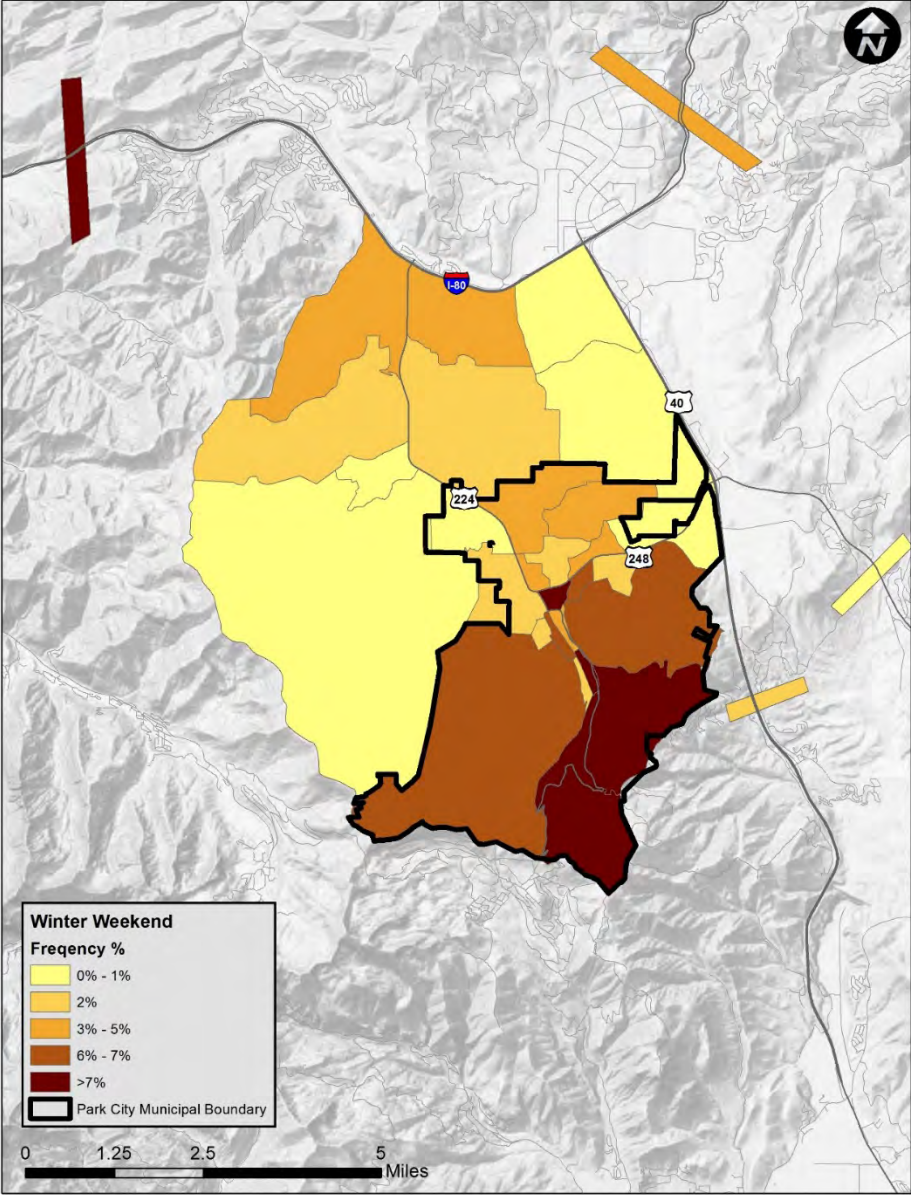 N
I-80
40
224
248
Winter Weekend
Freqency %
0% - 1%
2%
3% - 5%
6% - 7%
>7%
Park City Municipal Boundary
0 1.25 2.5 5
Miles